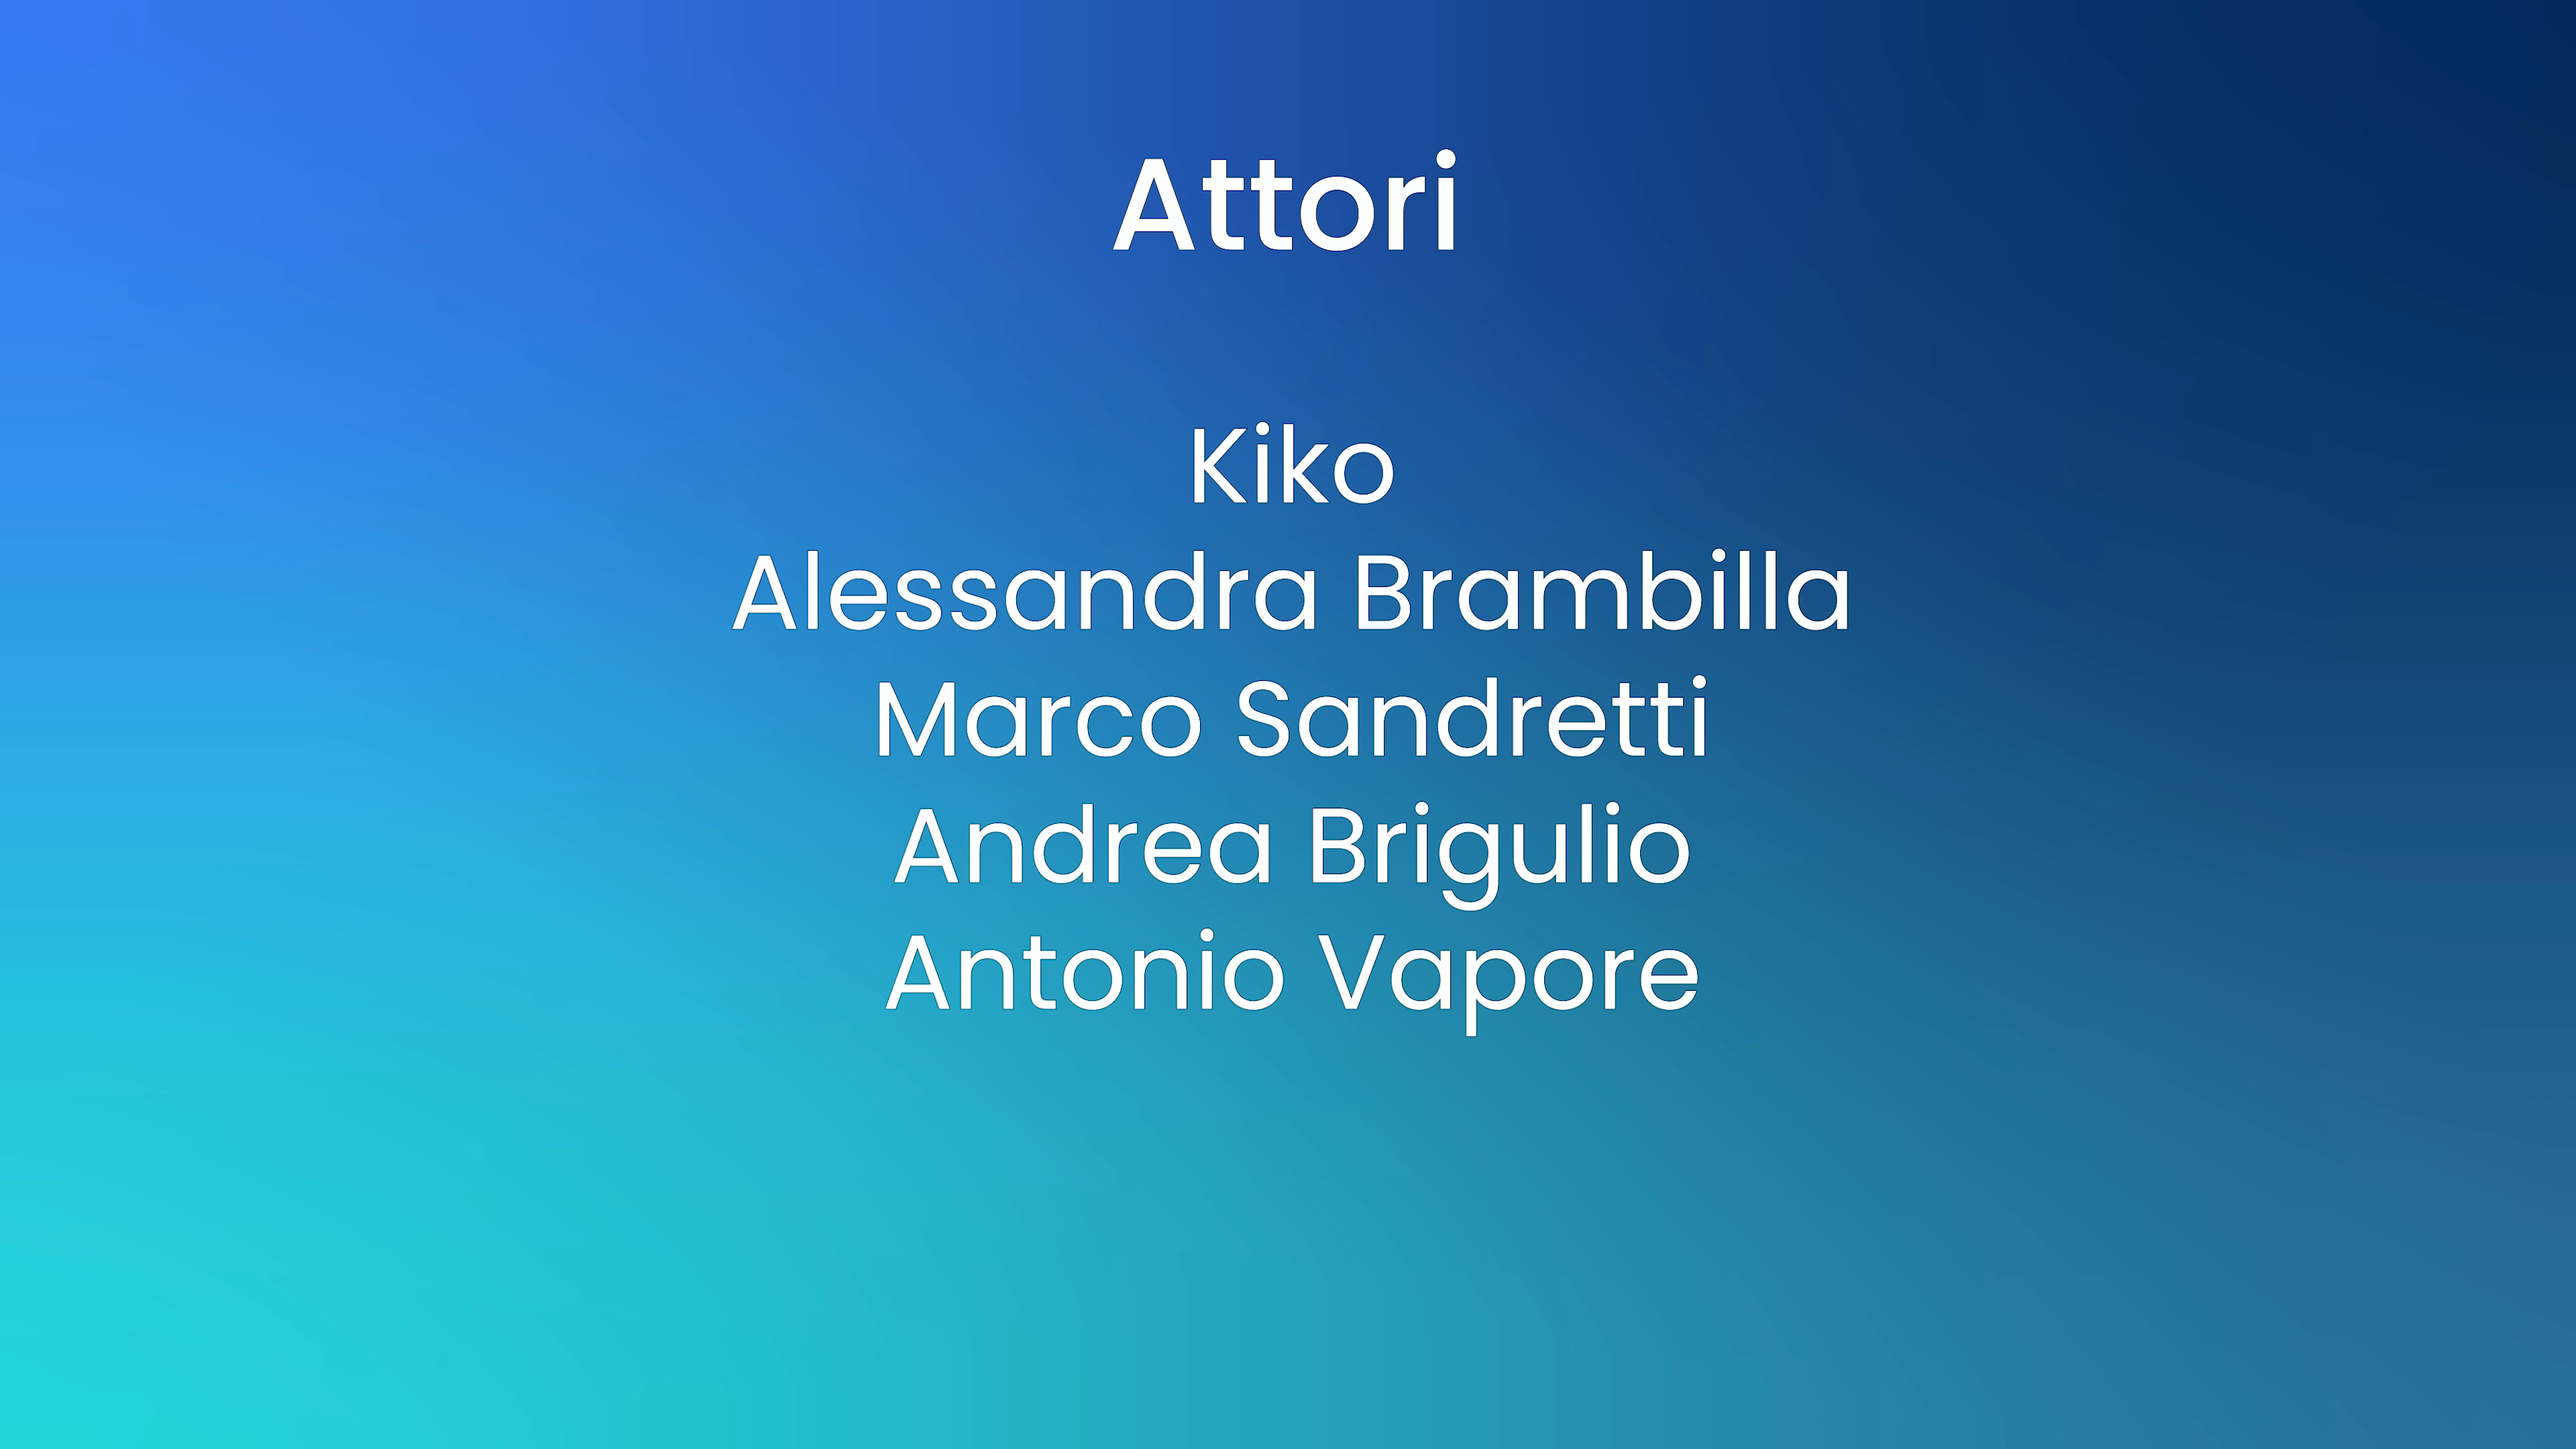 Attori
Kiko
Alessandra Brambilla
Marco Sandretti
Andrea Brigulio
Antonio Vapore